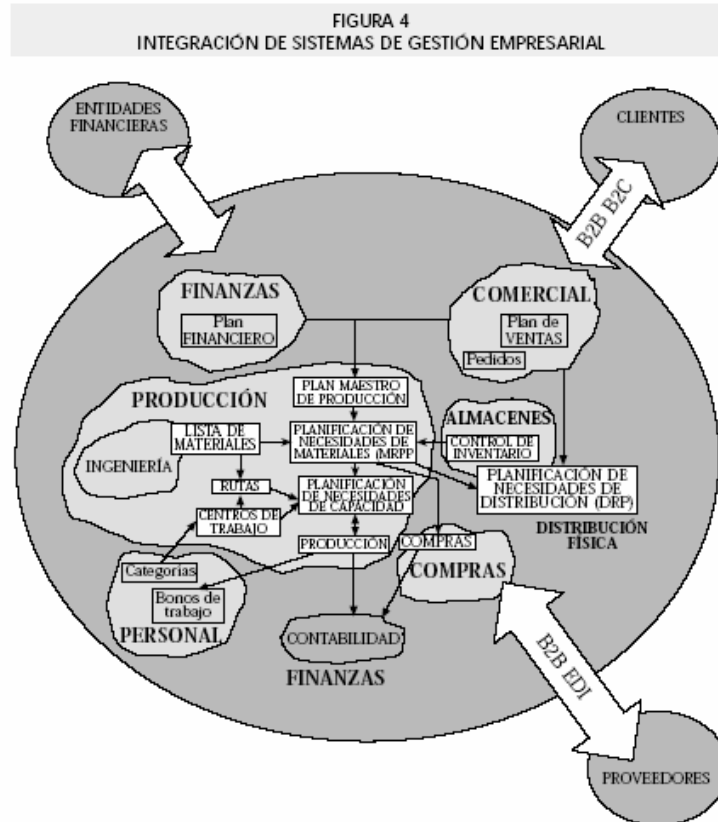 FIGURA 4
INTEGRACIÓN DE SISTEMAS DE GESTIÓN EMPRESARIAL
ENTIDADES
FINANCIERAS
CLIENTES
B2B B2C
FINANZAS
Plan
FINANCIERO
COMERCIAL
Plan de
VENTAS
Pedidos
PRODUCCIÓN
PLAN MAESTRO
DE PRODUCCIÓN
LISTA DE
MATERIALES
PLANIFICACIÓN DE
NECESIDADES DE
MATERIALES (MRPP
ALMACENES
CONTROL DE
INVENTARIO
INGENIERÍA
RUTAS
PLANIFICACIÓN
DE NECESIDADES
DE CAPACIDAD
PLANIFICACIÓN DE
NECESIDADES DE
DISTRIBUCIÓN (DRP)
CENTROS DE
TRABAJO
DISTRIBUCIÓN
FÍSICA
PRODUCCIÓN
COMPRAS
COMPRAS
Categorías
Bonos de
trabajo
PERSONAL
CONTABILIDAD
FINANZAS
B2B EDI
PROVEEDORES